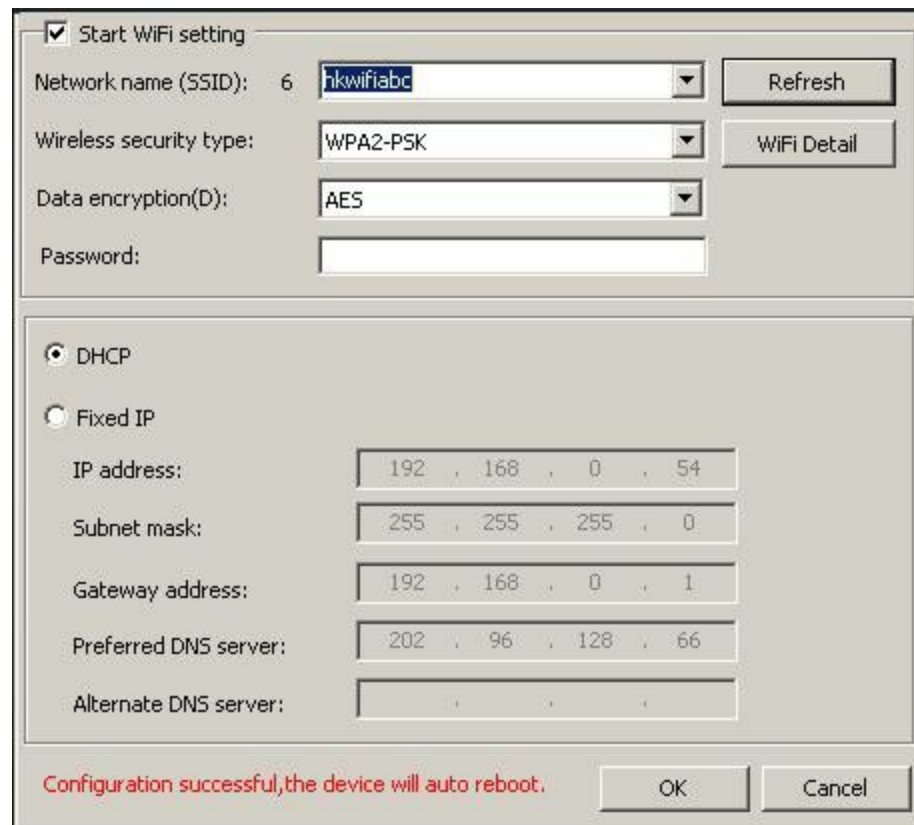 Start WiFi setting
Network name (SSID): 6 hkwifiabc Refresh
Wireless security type: WPA2-PSK WiFi Detail
Data encryption(D): AES
Password:
DHCP
Fixed IP
IP address: 192 . 168 . 0 . 54
Subnet mask: 255 . 255 . 255 . 0
Gateway address: 192 . 168 . 0 . 1
Preferred DNS server: 202 . 96 . 128 . 66
Alternate DNS server: . . .
Configuration successful,the device will auto reboot. OK Cancel